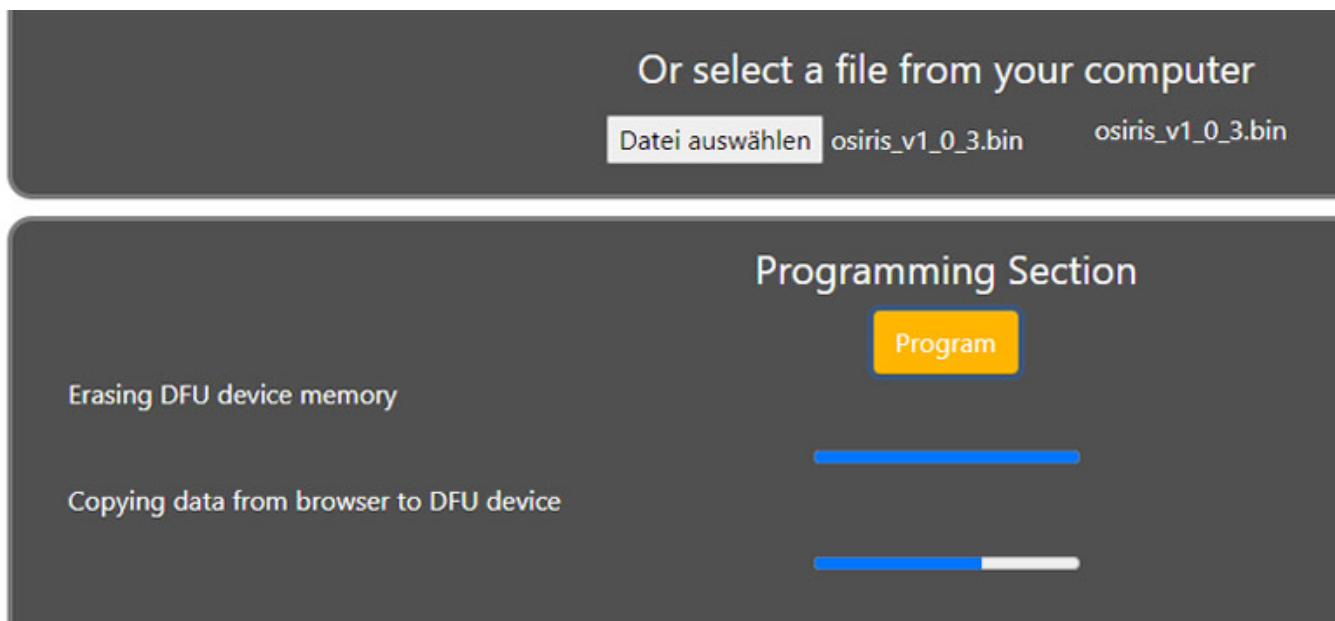 Or select a file from your computer
Datei auswählen osiris_v1_0_3.bin osiris_v1_0_3.bin
Programming Section
Program
Erasing DFU device memory
Copying data from browser to DFU device